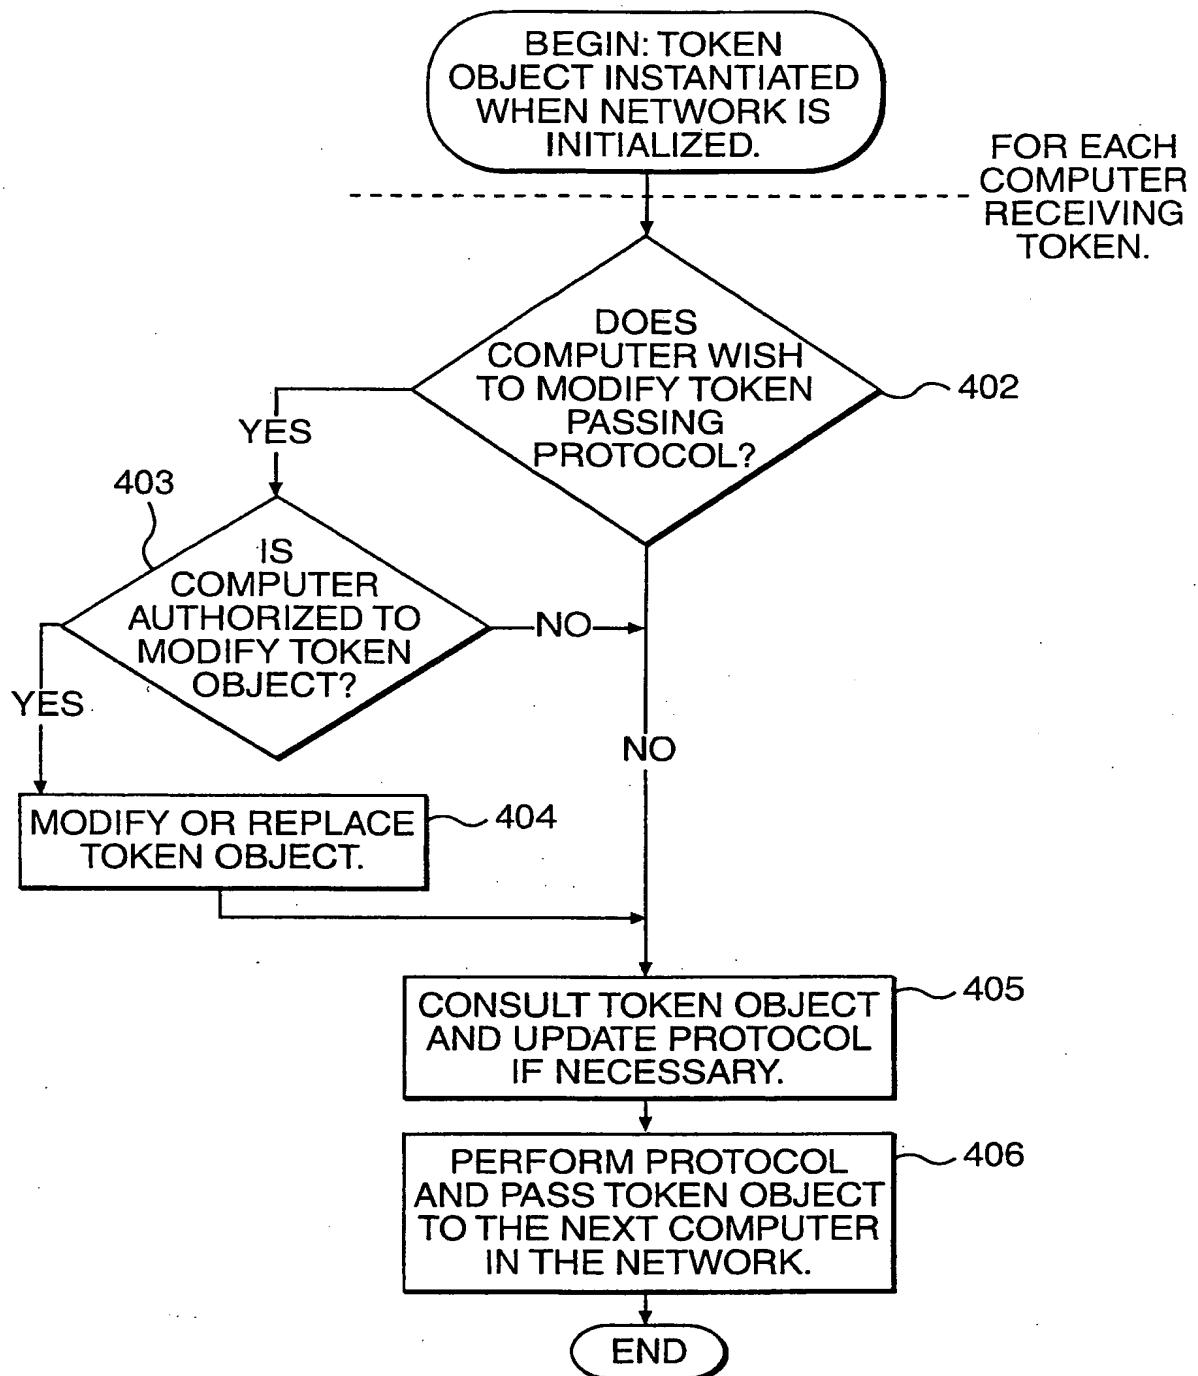 BEGIN: TOKEN
OBJECT INSTANTIATED
WHEN NETWORK IS
INITIALIZED.
FOR EACH
COMPUTER
RECEIVING
TOKEN.
DOES
COMPUTER WISH
TO MODIFY TOKEN
PASSING
PROTOCOL?
402
YES
403
IS
COMPUTER
AUTHORIZED TO
MODIFY TOKEN
OBJECT?
NO
YES
NO
MODIFY OR REPLACE
TOKEN OBJECT.
404
CONSULT TOKEN OBJECT
AND UPDATE PROTOCOL
IF NECESSARY.
405
PERFORM PROTOCOL
AND PASS TOKEN OBJECT
TO THE NEXT COMPUTER
IN THE NETWORK.
406
END